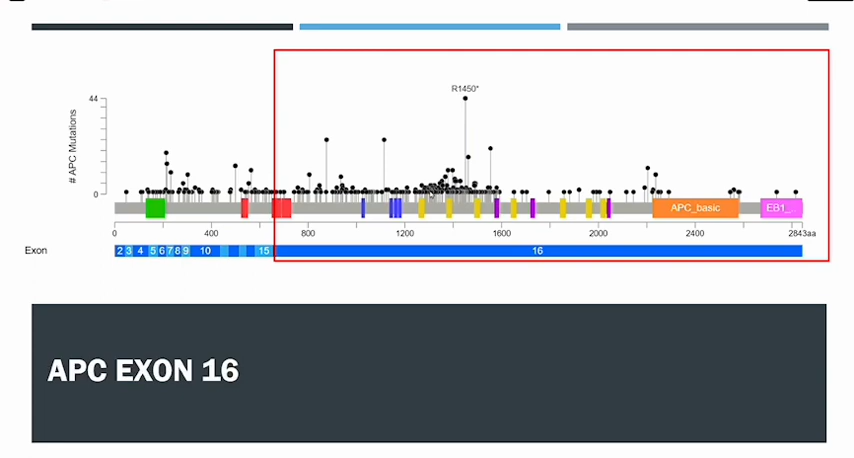 R1450*
44
# APC Mutations
0
APC_basic
EB1_...
0
400
800
1200
1600
2000
2400
2843aa
Exon
2 3 4 5 6 7 8 9 10 15 16
APC EXON 16